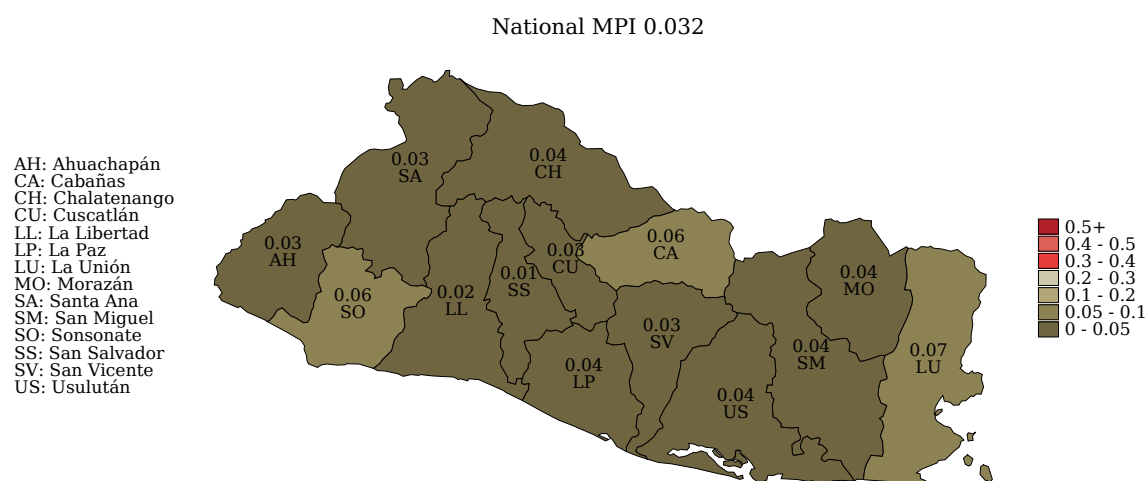 National MPI 0.032
AH: Ahuachapán
CA: Cabañas
CH: Chalatenango
CU: Cuscatlán
LL: La Libertad
LP: La Paz
LU: La Unión
MO: Morazán
SA: Santa Ana
SM: San Miguel
SO: Sonsonate
SS: San Salvador
SV: San Vicente
US: Usulután
0.03
SA
0.04
CH
0.03
AH
0.06
SO
0.02
LL
0.01
SS
0.03
CU
0.06
CA
0.04
MO
0.03
SV
0.04
SM
0.07
LU
0.04
LP
0.04
US
0.5+
0.4 - 0.5
0.3 - 0.4
0.2 - 0.3
0.1 - 0.2
0.05 - 0.1
0 - 0.05